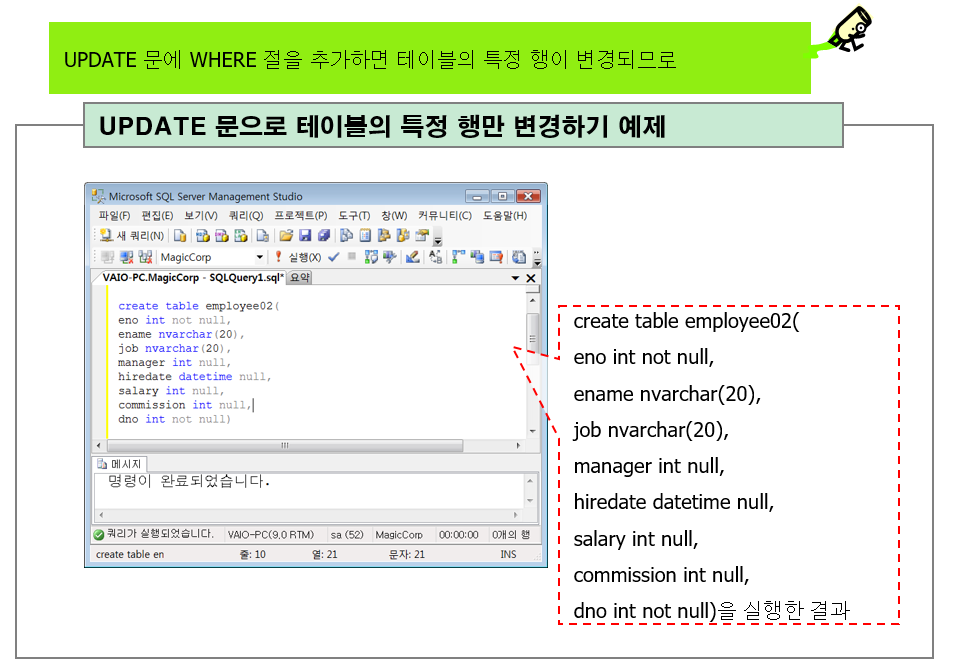 UPDATE 문에 WHERE 절을 추가하면 테이블의 특정 행이 변경되므로
UPDATE 문으로 테이블의 특정 행만 변경하기 예제
Microsoft SQL Server Management Studio
파일(F) 편집(E) 보기(V) 쿼리(Q) 프로젝트(P) 도구(T) 창(W) 커뮤니티(C) 도움말(H)
새 쿼리(N)
MagicCorp 실행(X)
VAIO-PC.MagicCorp - SQLQuery1.sql* 요약
create table employee02(
eno int not null,
ename nvarchar(20),
job nvarchar(20),
manager int null,
hiredate datetime null,
salary int null,
commission int null,
dno int not null)
메시지
명령이 완료되었습니다.
쿼리가 실행되었습니다. VAIO-PC(9,0 RTM) sa (52) MagicCorp 00:00:00 0개의 행
create table en 줄: 10 열: 21 문자: 21 INS
create table employee02(
eno int not null,
ename nvarchar(20),
job nvarchar(20),
manager int null,
hiredate datetime null,
salary int null,
commission int null,
dno int not null)을 실행한 결과